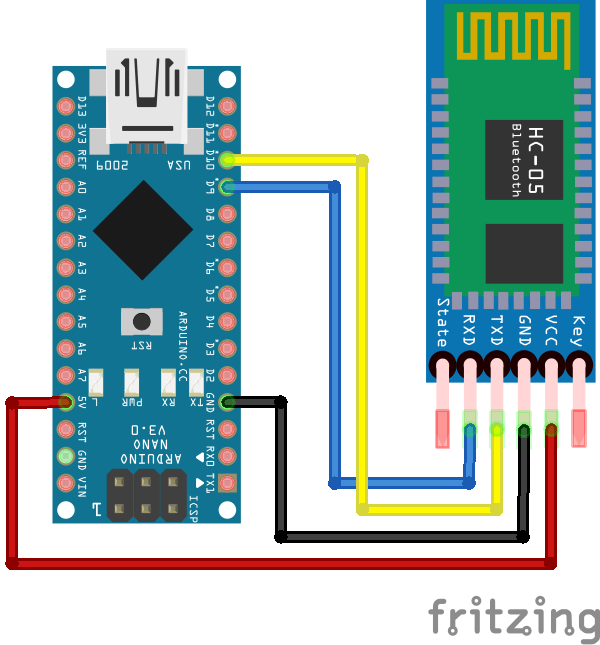 D13
3V3
REF
A0
A1
A2
A3
A4
A5
A6
A7
5V
RST
GND
VIN
D12
D11
D10
D9
D8
D7
D6
D5
D4
D3
D2
GND
RST
RX0
TX1
5009
USA
RST
ARDUINO.CC
L
PWR
RX
TX
ARDUINO
NANO
V3.0
1
ICSP
HC-05
Bluetooth
State
RXD
TXD
GND
VCC
Key
fritzing